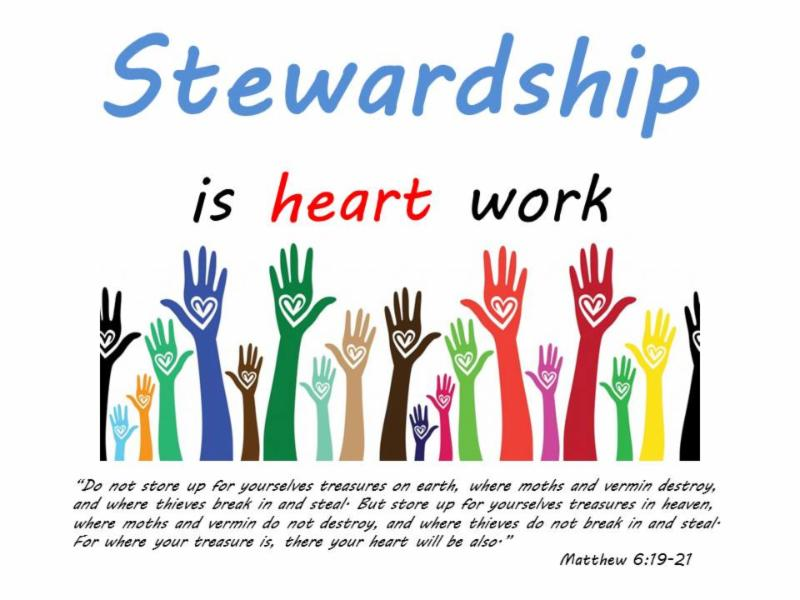 Stewardship
is heart work
“Do not store up for yourselves treasures on earth, where moths and vermin destroy,
and where thieves break in and steal. But store up for yourselves treasures in heaven,
where moths and vermin do not destroy, and where thieves do not break in and steal.
For where your treasure is, there your heart will be also.”
Matthew 6:19-21